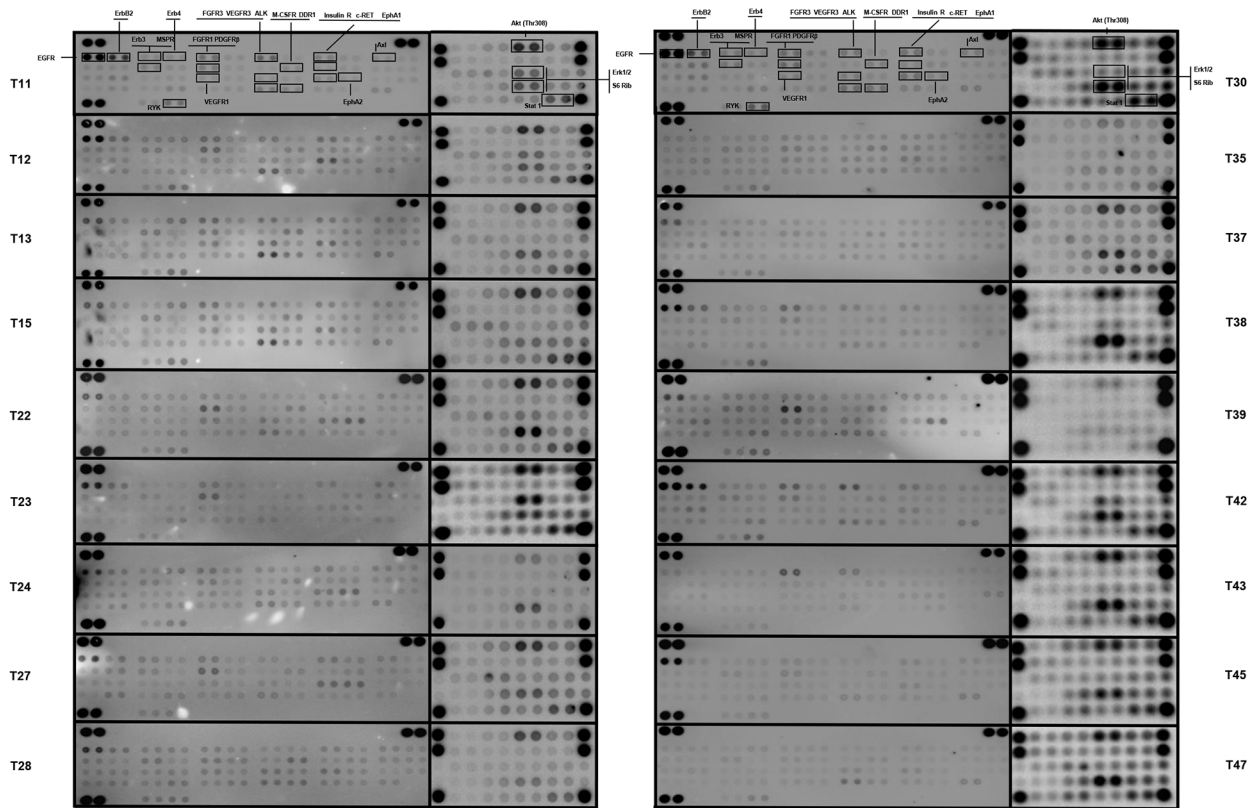 ErbB2 Erb4 FGFR3 VEGFR3 ALK M-CSFR DDR1 Insulin R c-RET EphA1
Akt (Thr308)
Erb3 MSPR FGFR1 PDGFRβ Axl
EGFR
T11
Erk1/2
S6 Rib
VEGFR1 EphA2
RYK
Stat 1
T12
T13
T15
T22
T23
T24
T27
T28
ErbB2 Erb4 FGFR3 VEGFR3 ALK M-CSFR DDR1 Insulin R c-RET EphA1
Akt (Thr308)
Erb3 MSPR FGFR1 PDGFRβ Axl
EGFR
T30
Erk1/2
S6 Rib
VEGFR1 EphA2
RYK
Stat 1
T35
T37
T38
T39
T42
T43
T45
T47